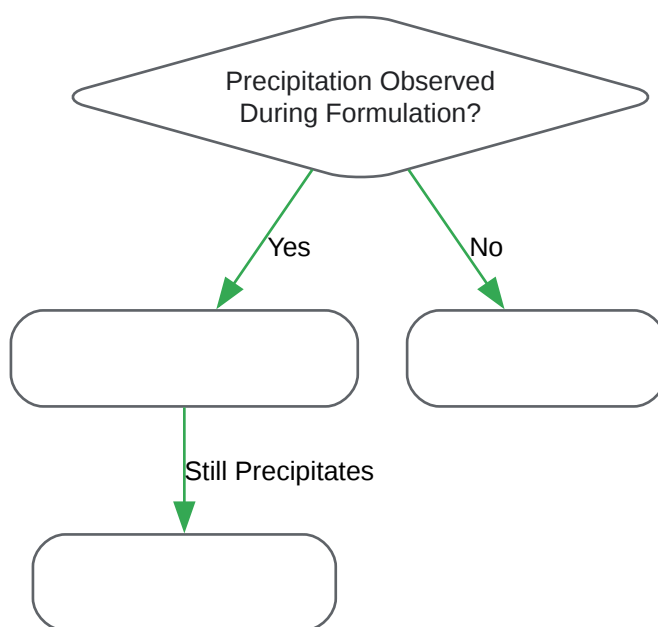 Precipitation Observed
During Formulation?
Yes
No
Still Precipitates